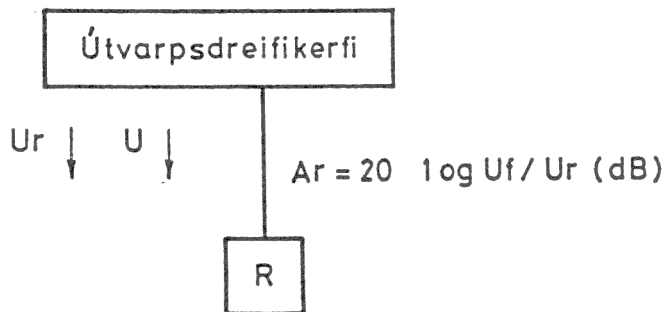 Útvarpsdreifikerfi
Ur U
Ar = 20 log Uf / Ur (dB)
R